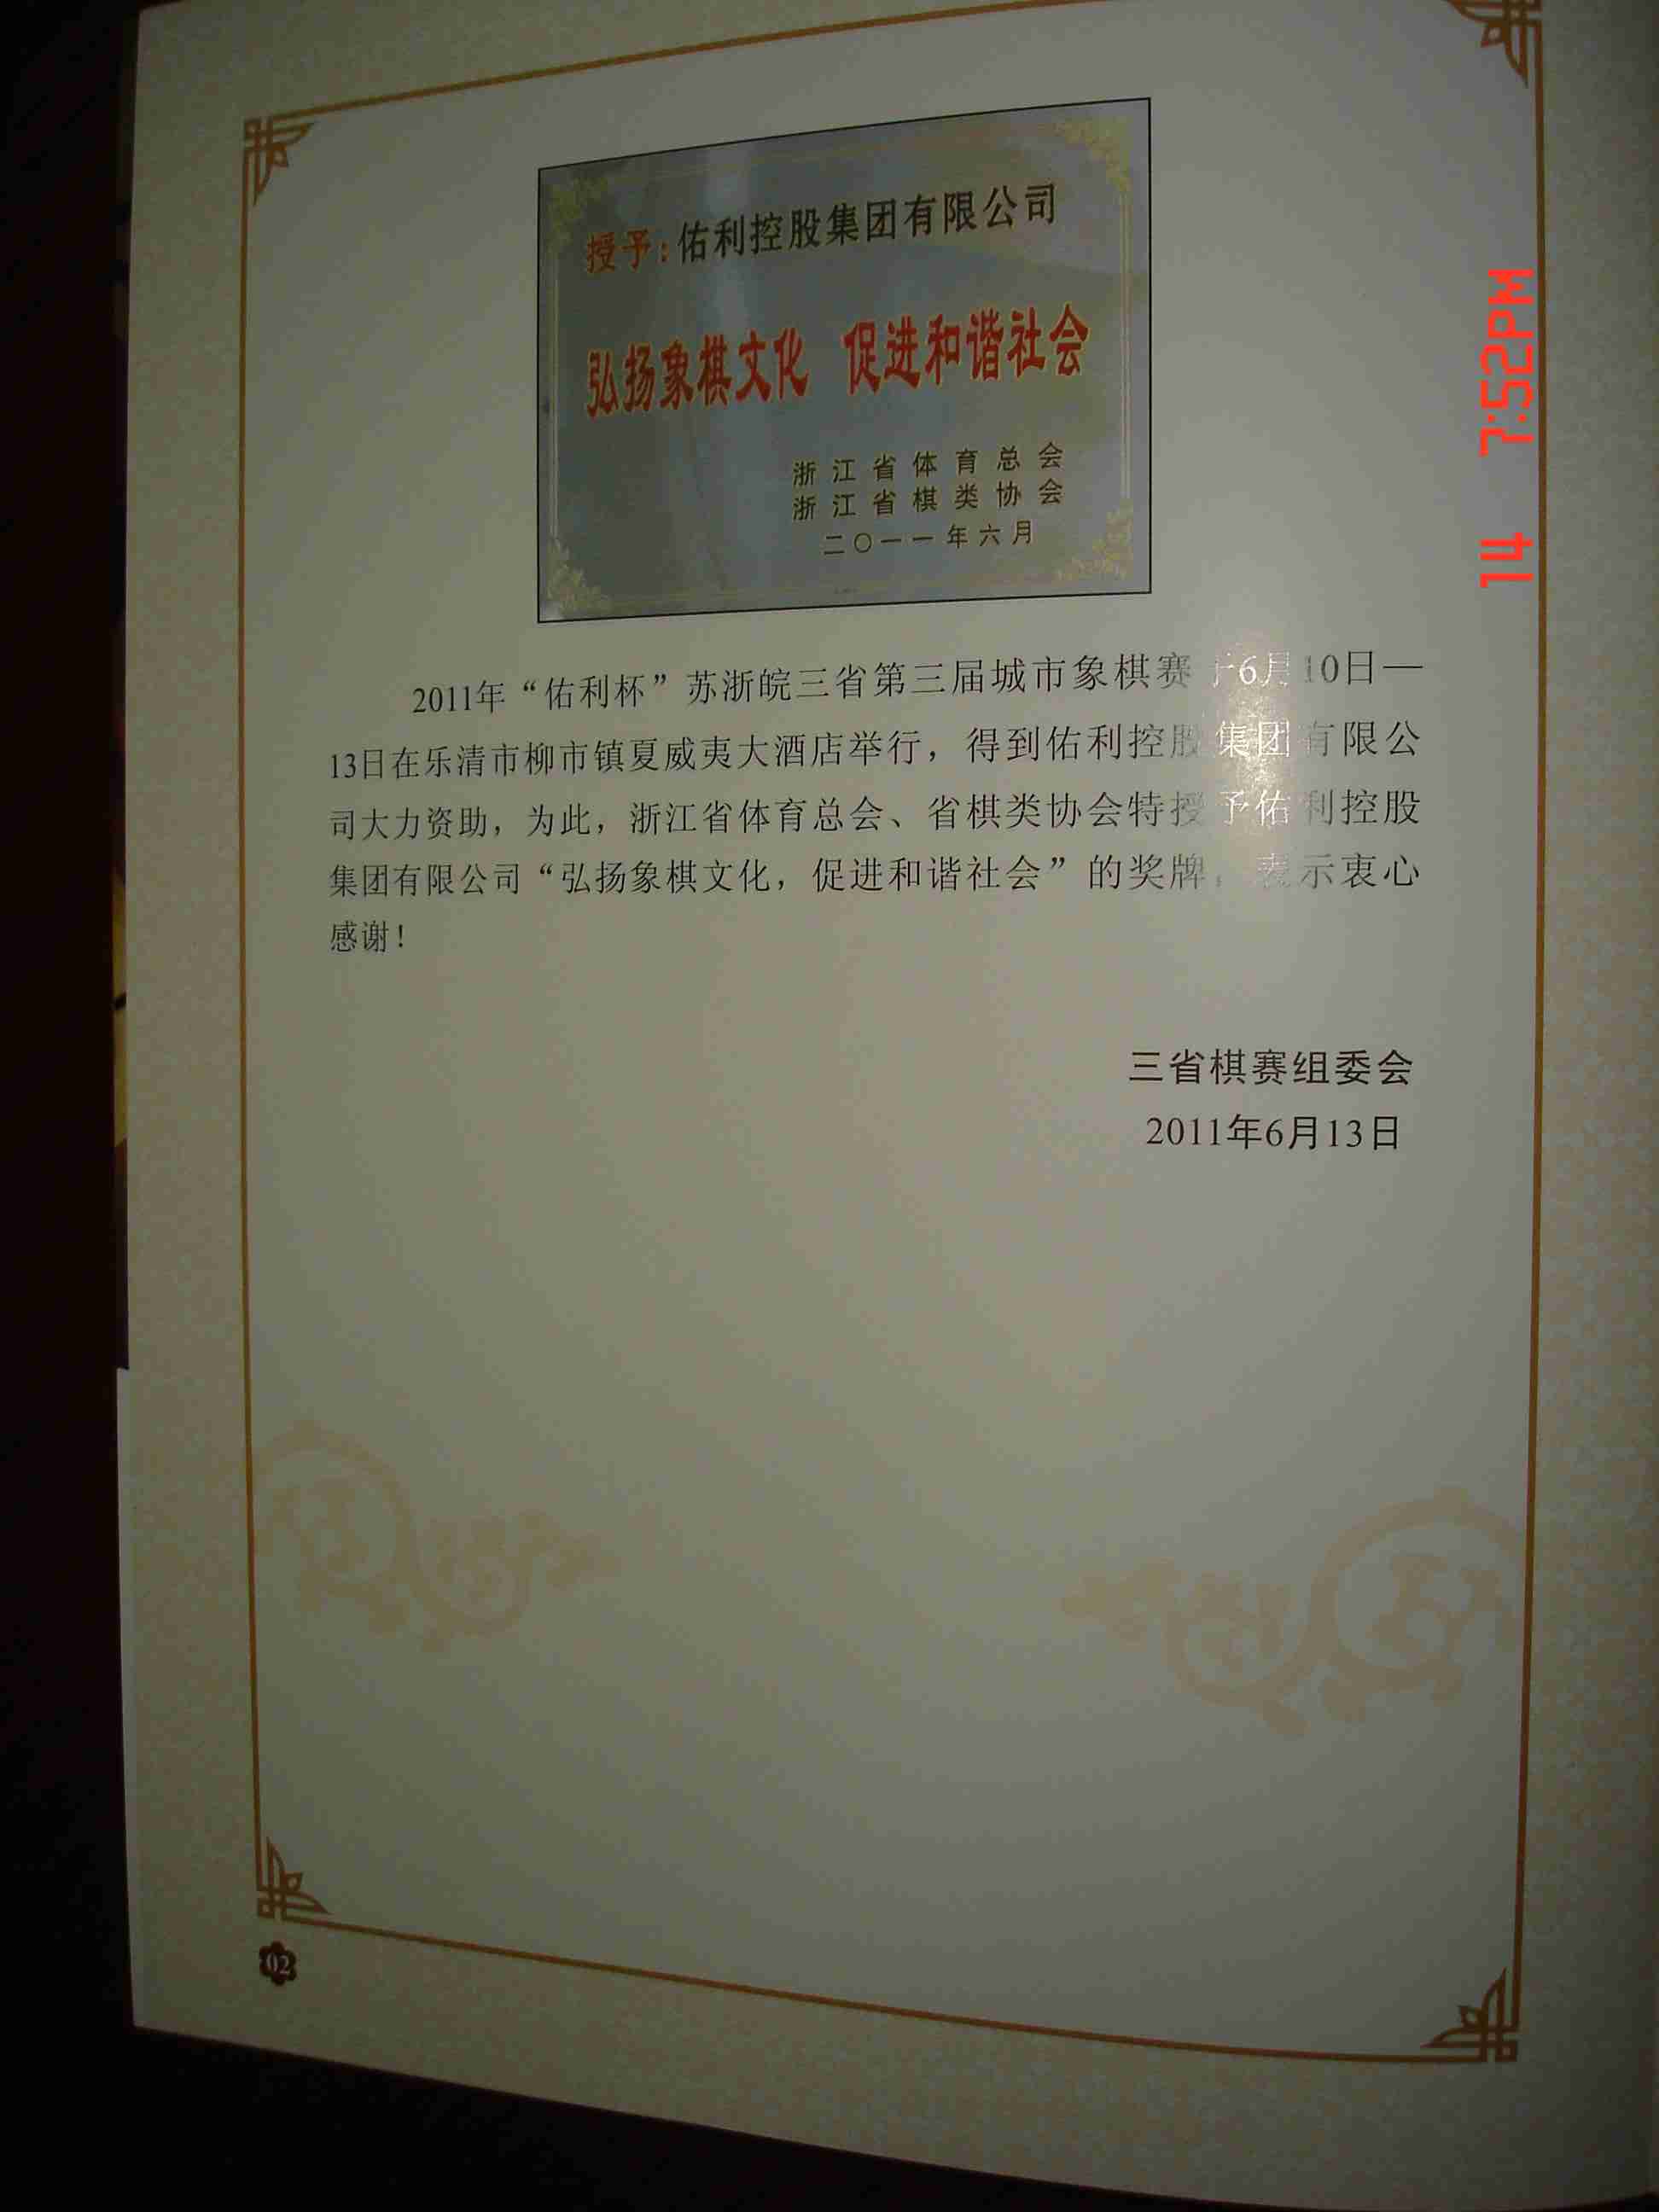 授予：佑利控股集团有限公司
弘扬象棋文化 促进和谐社会
浙江省体育总会
浙江省棋类协会
二〇一一年六月
2011年“佑利杯”苏浙皖三省第三届城市象棋赛于6月10日—
13日在乐清市柳市镇夏威夷大酒店举行，得到佑利控股集团有限公
司大力资助，为此，浙江省体育总会、省棋类协会特授予佑利控股
集团有限公司“弘扬象棋文化，促进和谐社会”的奖牌，表示衷心
感谢！
三省棋赛组委会
2011年6月13日
02
14 7:52PM